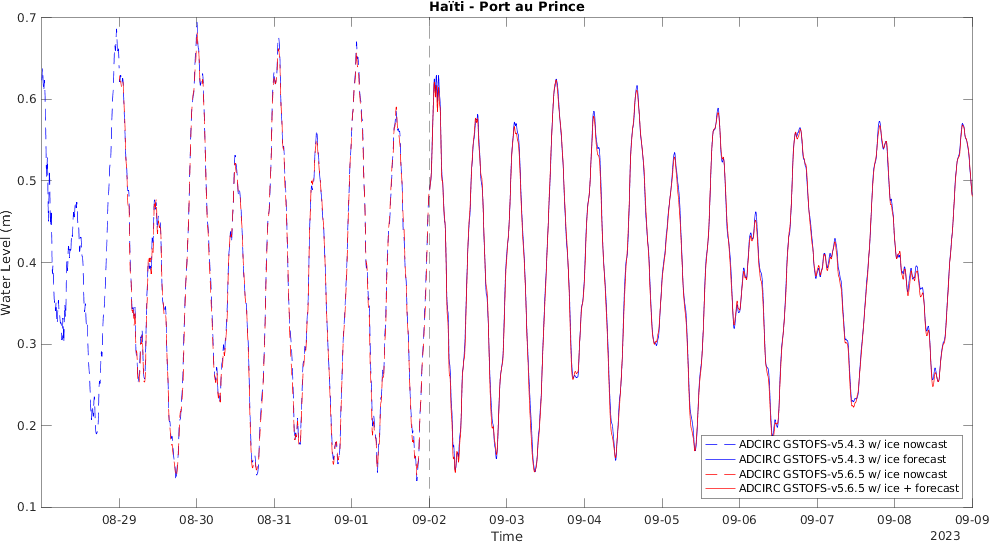 Haïti - Port au Prince
0.7
0.6
0.5
0.4
0.3
0.2
0.1
Water Level (m)
ADCIRC GSTOFS-v5.4.3 w/ ice nowcast
ADCIRC GSTOFS-v5.4.3 w/ ice forecast
ADCIRC GSTOFS-v5.6.5 w/ ice nowcast
ADCIRC GSTOFS-v5.6.5 w/ ice + forecast
08-29 08-30 08-31 09-01 09-02 09-03 09-04 09-05 09-06 09-07 09-08 09-09
Time
2023